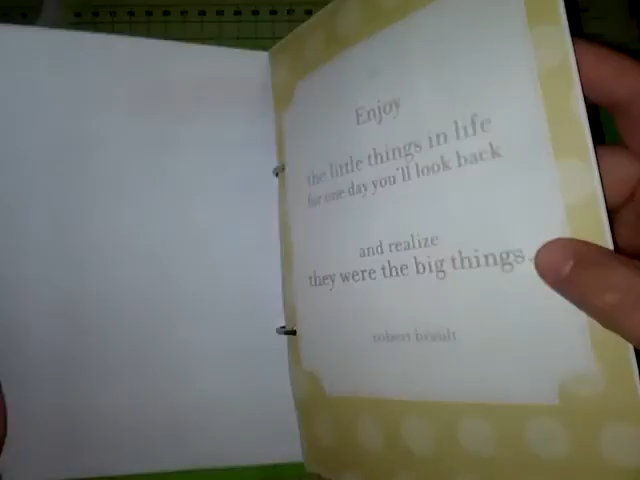 Enjoy
the little things in life
for one day you'll look back
and realize
they were the big things.
robert brault